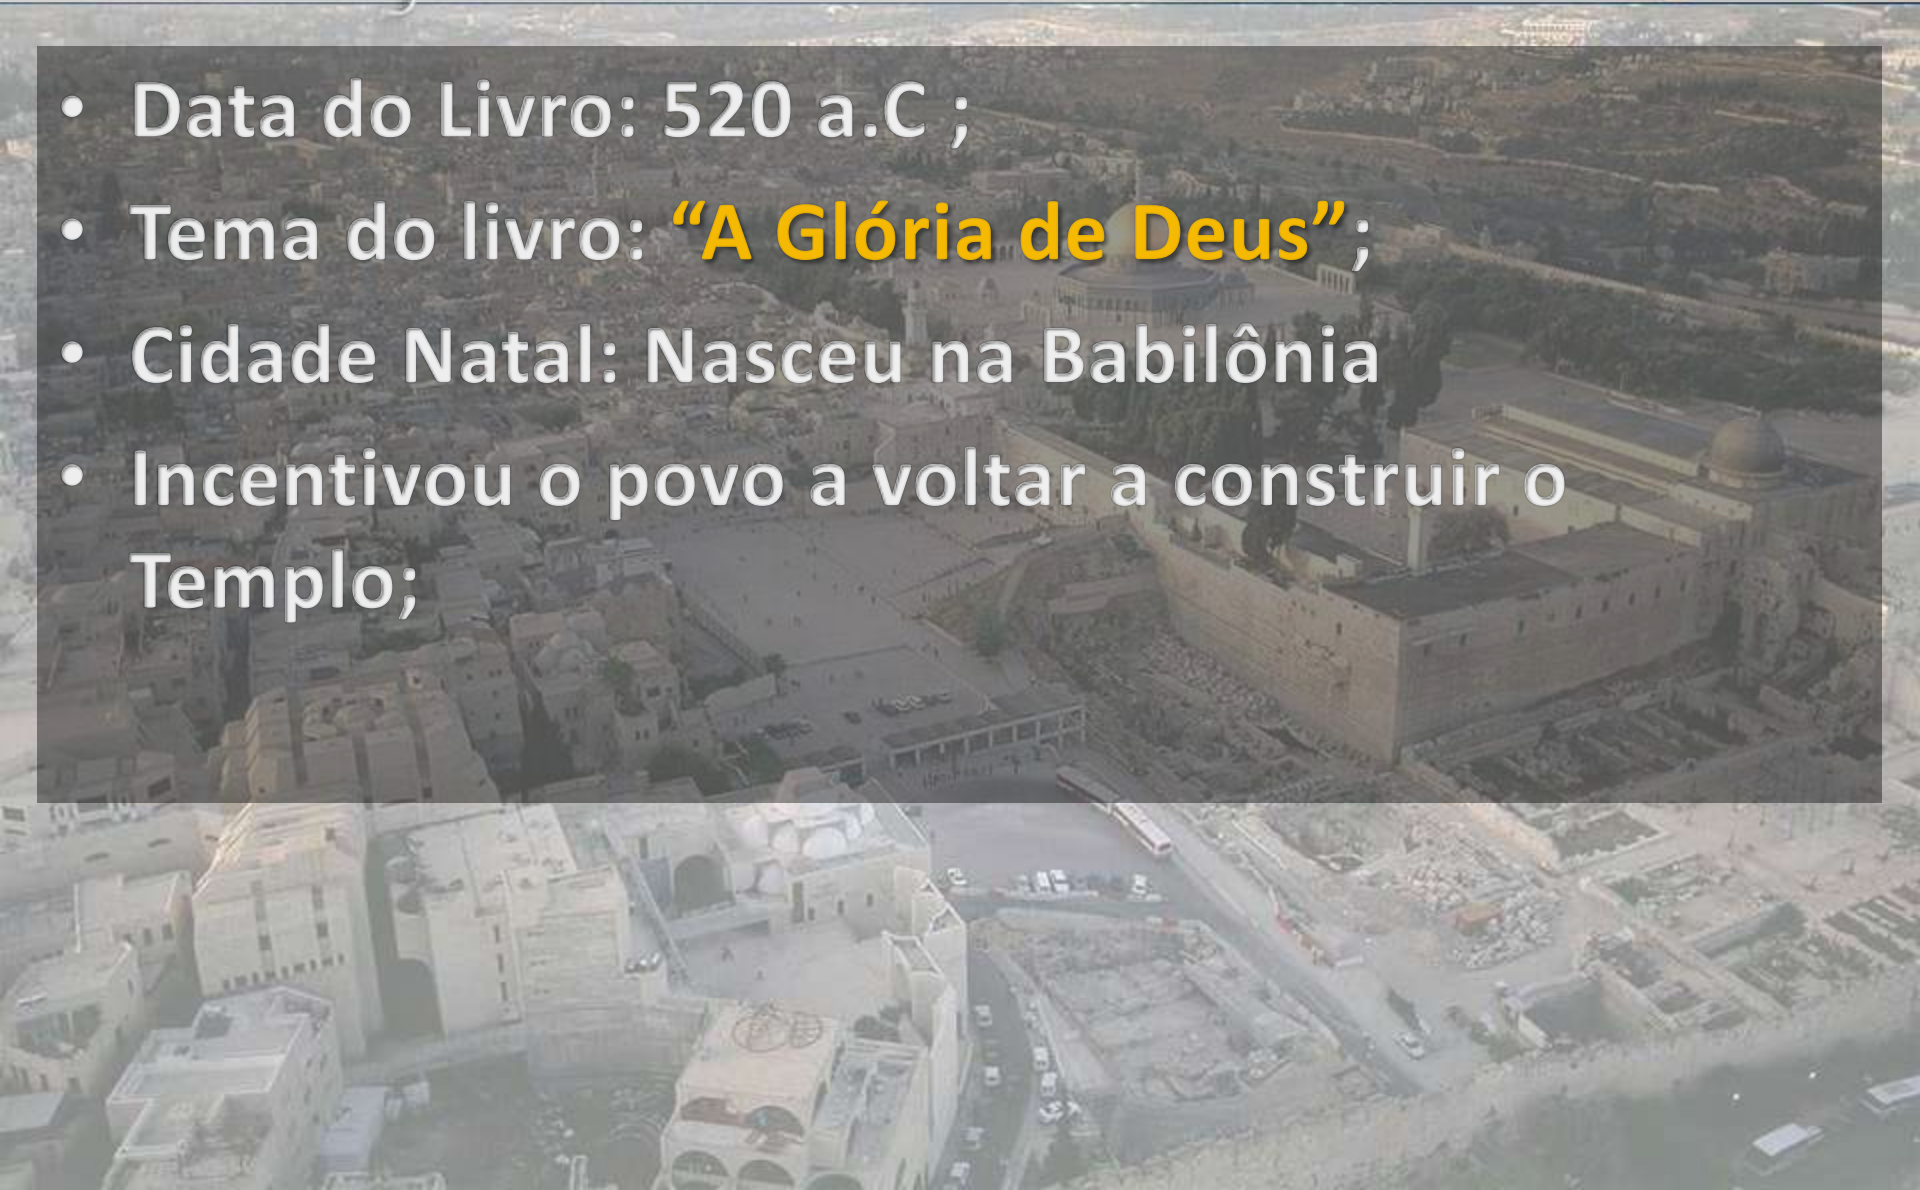 • Data do Livro: 520 a.C ;
• Tema do livro: “A Glória de Deus”;
• Cidade Natal: Nasceu na Babilônia
• Incentivou o povo a voltar a construir o
Templo;